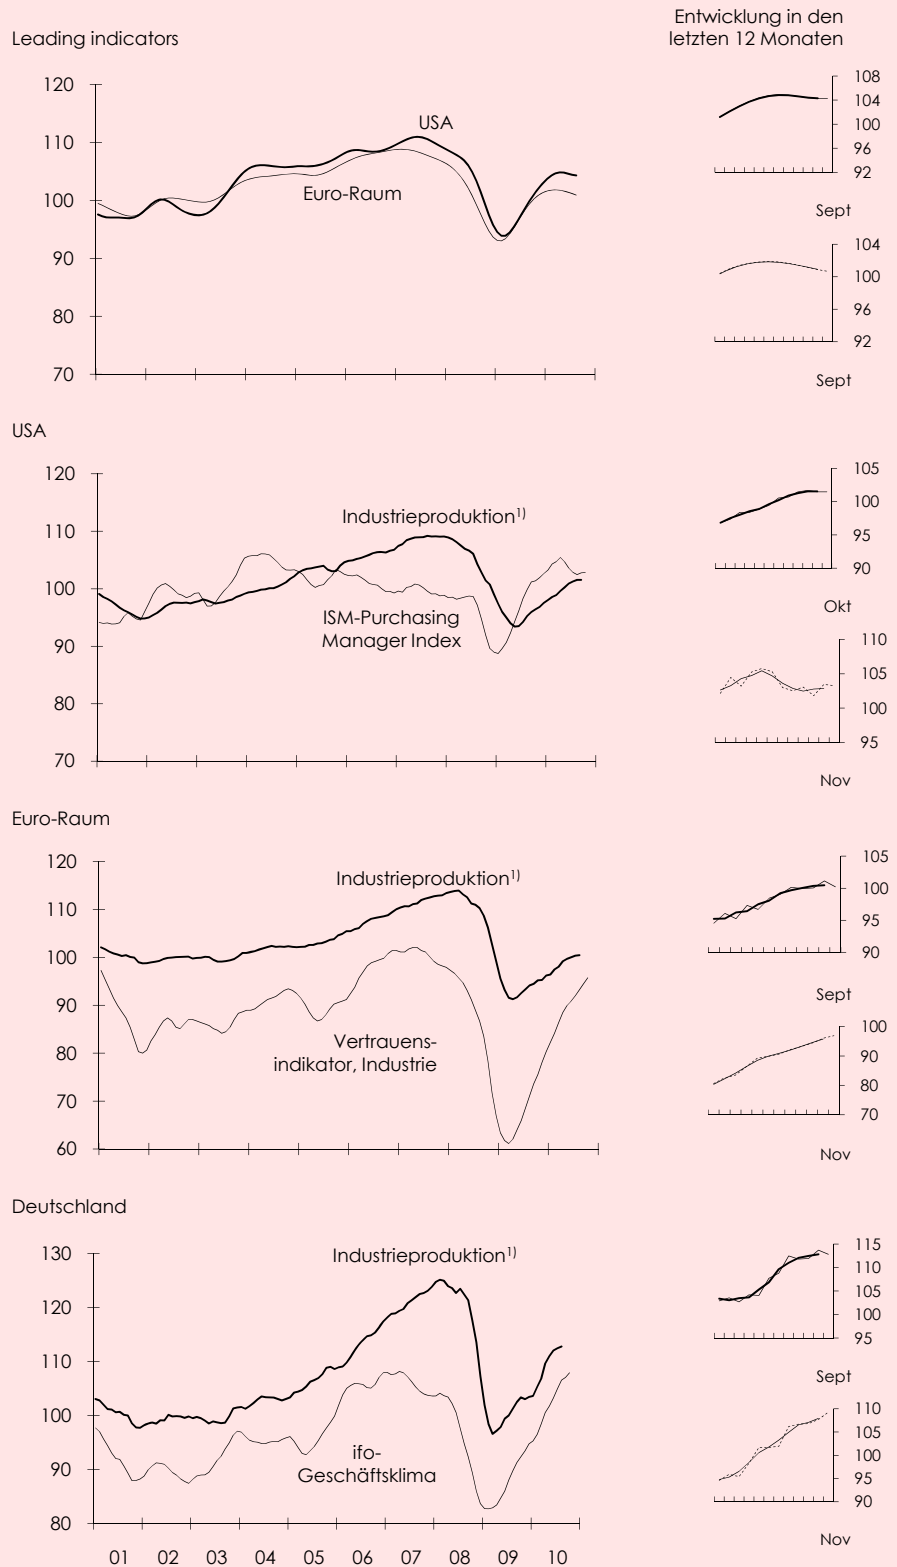 Entwicklung in den
letzten 12 Monaten
Leading indicators
120
110
100
90
80
70
USA
Euro-Raum
108
104
100
96
92
Sept
104
100
96
92
Sept
USA
120
110
100
90
80
70
Industrieproduktion1)
ISM-Purchasing
Manager Index
105
100
95
90
Okt
110
105
100
95
Nov
Euro-Raum
120
110
100
90
80
70
60
Industrieproduktion1)
Vertrauens-
indikator, Industrie
105
100
95
90
Sept
100
90
80
70
Nov
Deutschland
130
120
110
100
90
80
Industrieproduktion1)
ifo-
Geschäftsklima
01 02 03 04 05 06 07 08 09 10
115
110
105
100
95
Sept
110
105
100
95
90
Nov